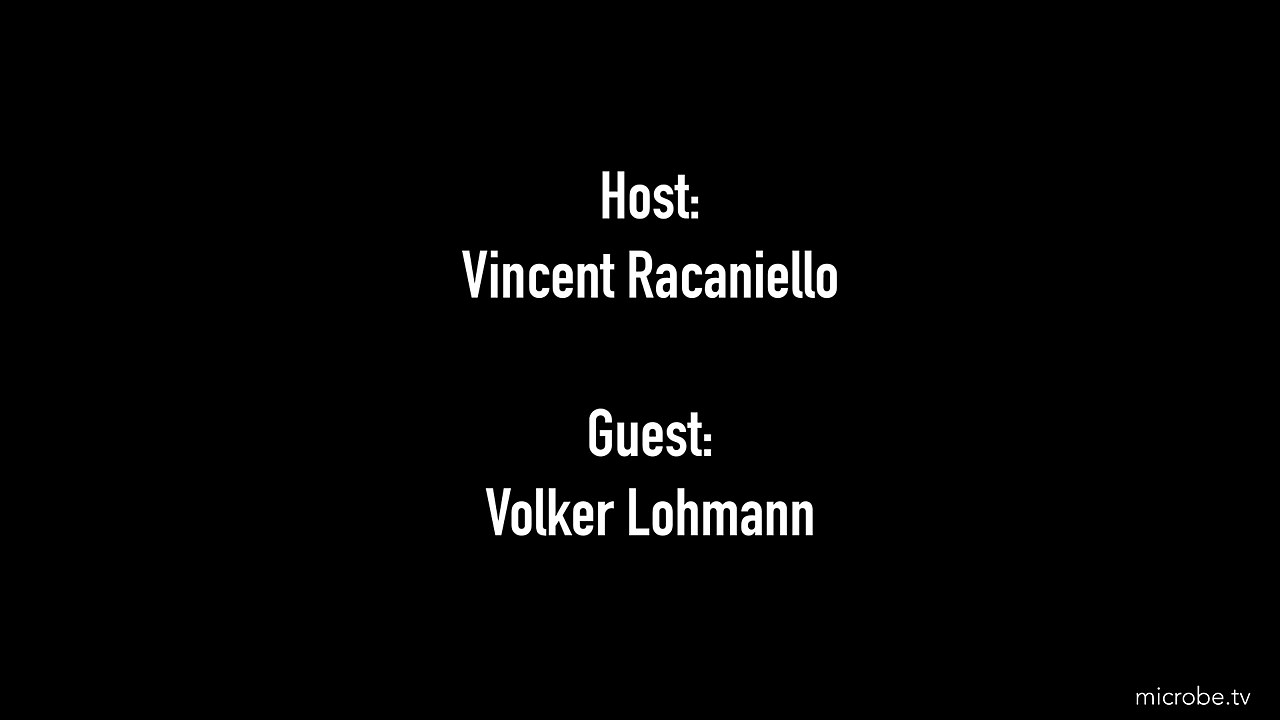 Host:
Vincent Racaniello
Guest:
Volker Lohmann
microbe.tv